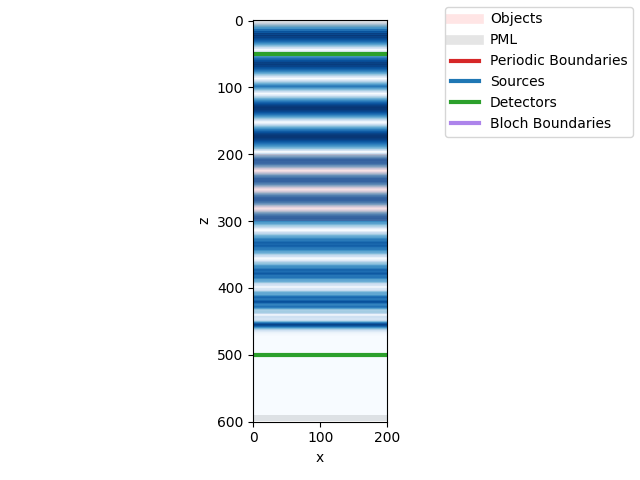 Objects
PML
Periodic Boundaries
Sources
Detectors
Bloch Boundaries
0
100
200
300
400
500
600
z
0 100 200
x